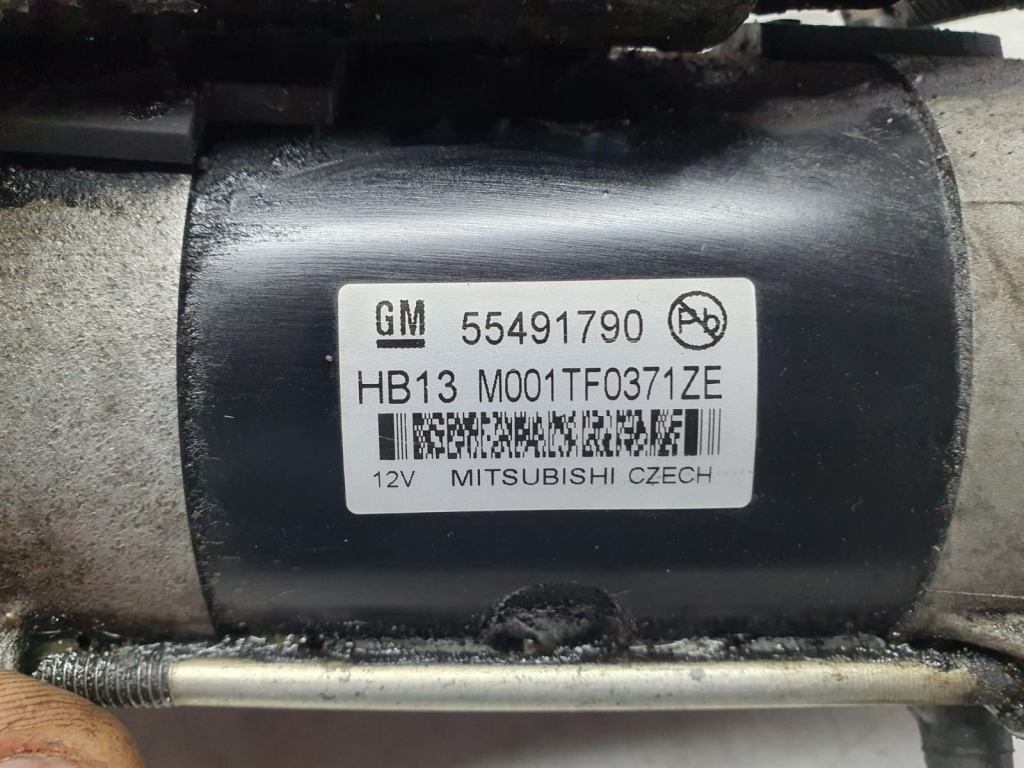 GM 55491790 Pb
HB13 M001TF0371ZE
12V MITSUBISHI CZECH